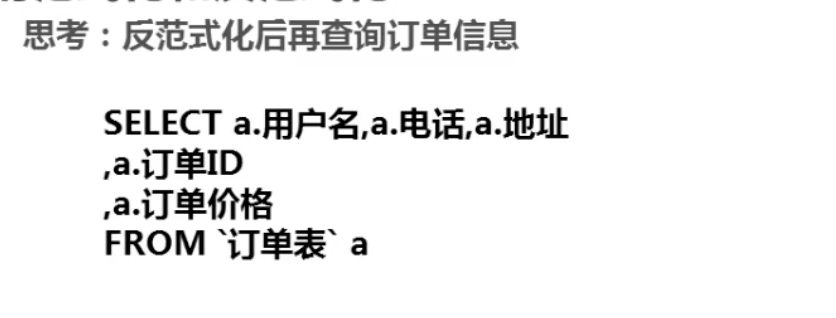 思考：反范式化后再查询订单信息
SELECT a.用户名,a.电话,a.地址
,a.订单ID
,a.订单价格
FROM `订单表` a